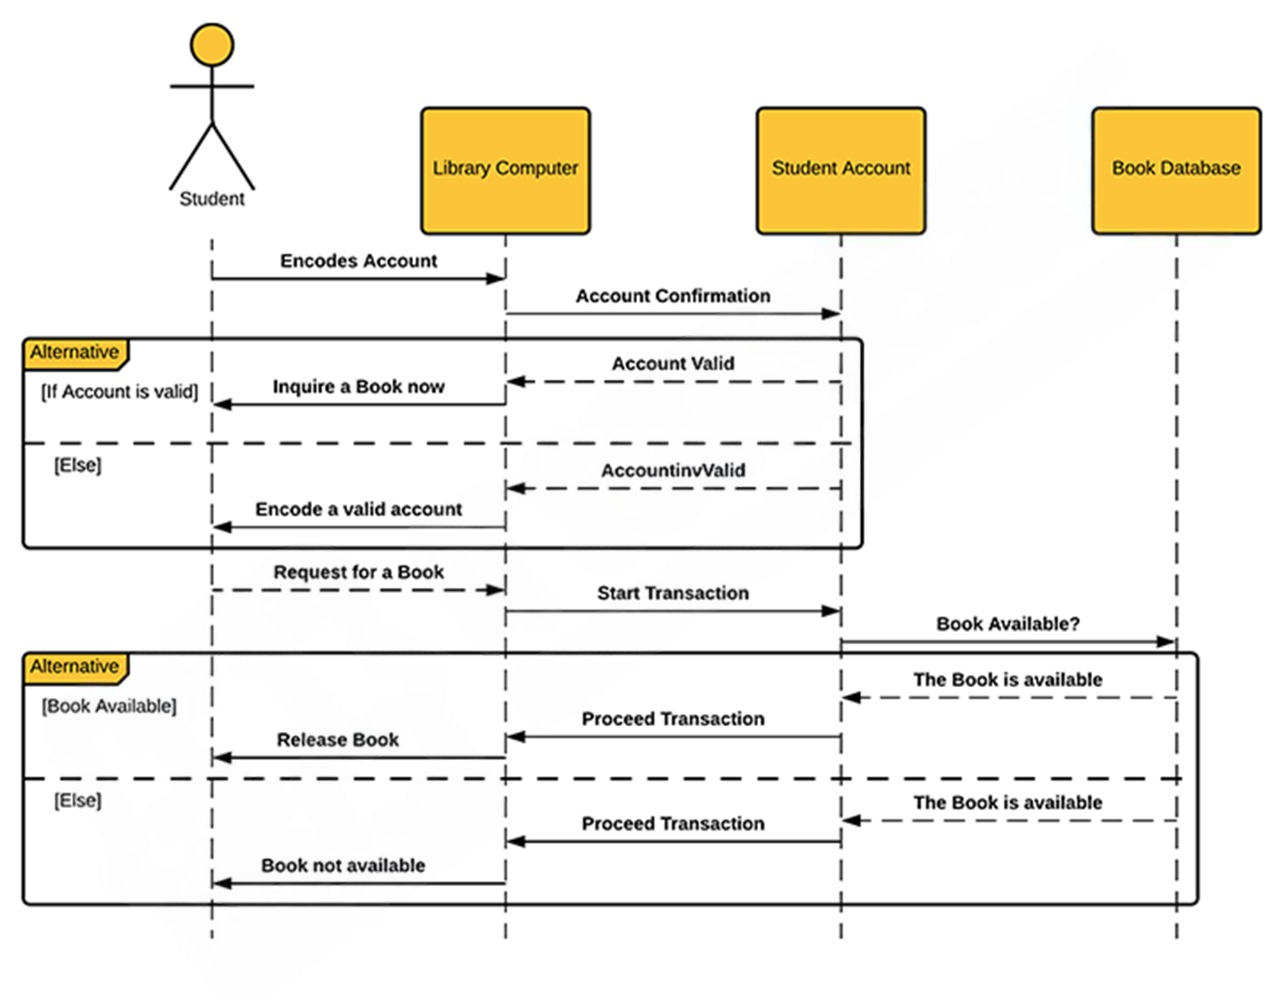 Student
Library Computer
Student Account
Book Database
Encodes Account
Account Confirmation
Alternative
[If Account is valid]
Account Valid
Inquire a Book now
[Else]
AccountinvValid
Encode a valid account
Request for a Book
Start Transaction
Book Available?
Alternative
[Book Available]
The Book is available
Proceed Transaction
Release Book
[Else]
The Book is available
Proceed Transaction
Book not available